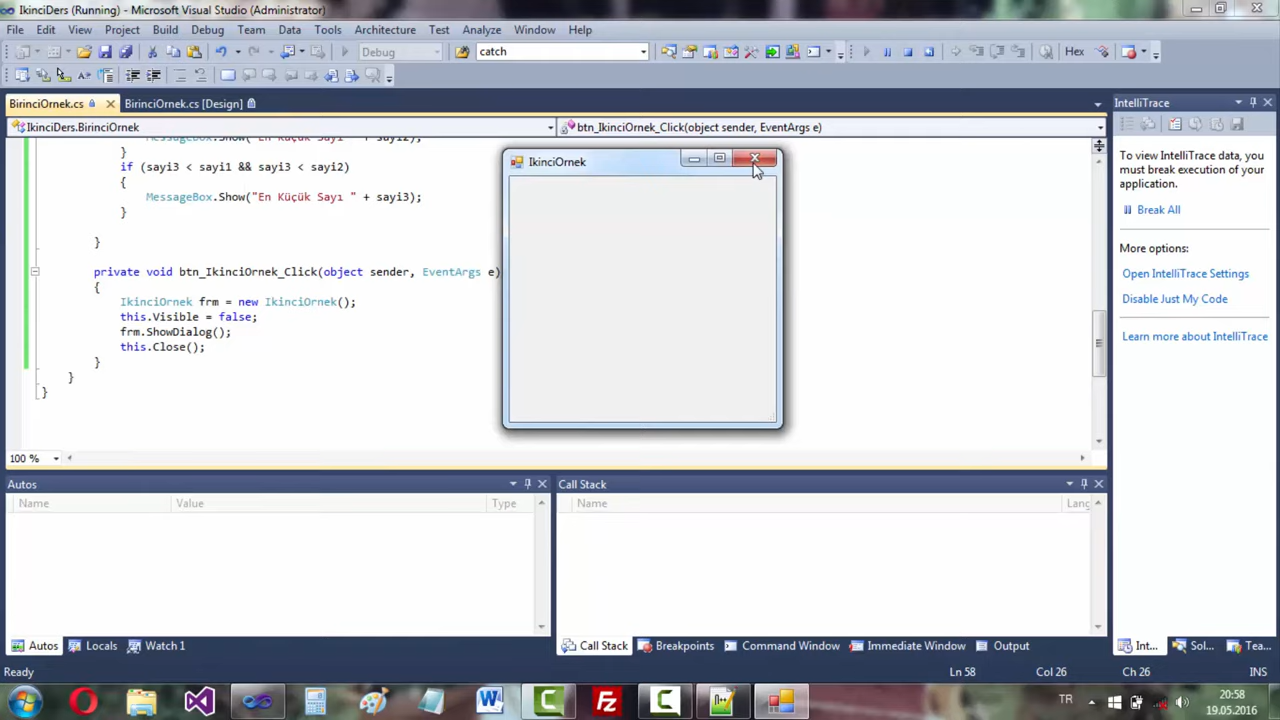 IkinciDers (Running) - Microsoft Visual Studio (Administrator)
File Edit View Project Build Debug Team Data Tools Architecture Test Analyze Window Help
Debug catch Hex
BirinciOrnek.cs BirinciOrnek.cs [Design]
IkinciDers.BirinciOrnek btn_IkinciOrnek_Click(object sender, EventArgs e)
MessageBox.Show("En Küçük Sayı " + sayi2);
}
if (sayi3 < sayi1 && sayi3 < sayi2)
{
MessageBox.Show("En Küçük Sayı " + sayi3);
}
}
private void btn_IkinciOrnek_Click(object sender, EventArgs e)
{
IkinciOrnek frm = new IkinciOrnek();
this.Visible = false;
frm.ShowDialog();
this.Close();
}
}
}
100 %
IkinciOrnek
IntelliTrace
To view IntelliTrace data, you
must break execution of your
application.
Break All
More options:
Open IntelliTrace Settings
Disable Just My Code
Learn more about IntelliTrace
Autos
Name Value Type
Call Stack
Name Lang
Autos Locals Watch 1
Call Stack Breakpoints Command Window Immediate Window Output
Int... Sol... Tea...
Ready Ln 58 Col 26 Ch 26 INS
TR 20:58
19.05.2016